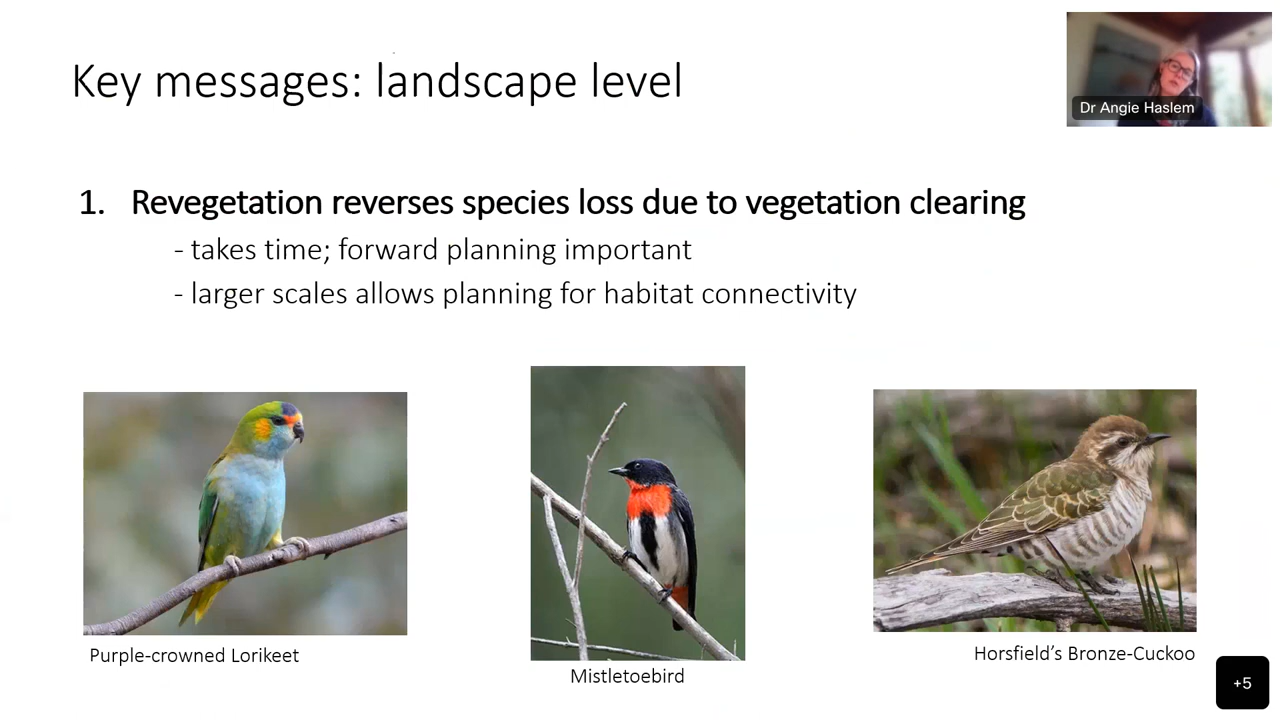 Key messages: landscape level
Dr Angie Haslem
1. Revegetation reverses species loss due to vegetation clearing
- takes time; forward planning important
- larger scales allows planning for habitat connectivity
Purple-crowned Lorikeet
Mistletoebird
Horsfield’s Bronze-Cuckoo
+5